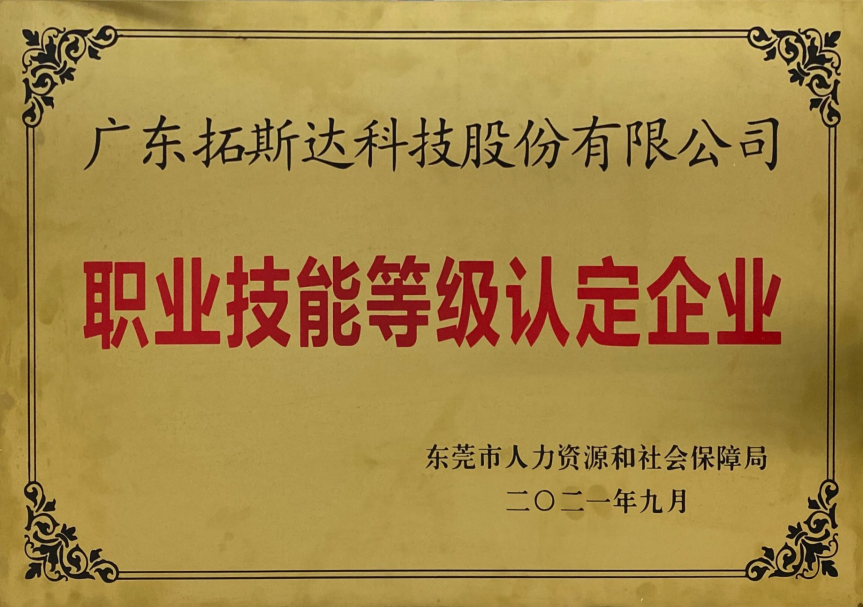 广东拓斯达科技股份有限公司
职业技能等级认定企业
东莞市人力资源和社会保障局
二〇二一年九月